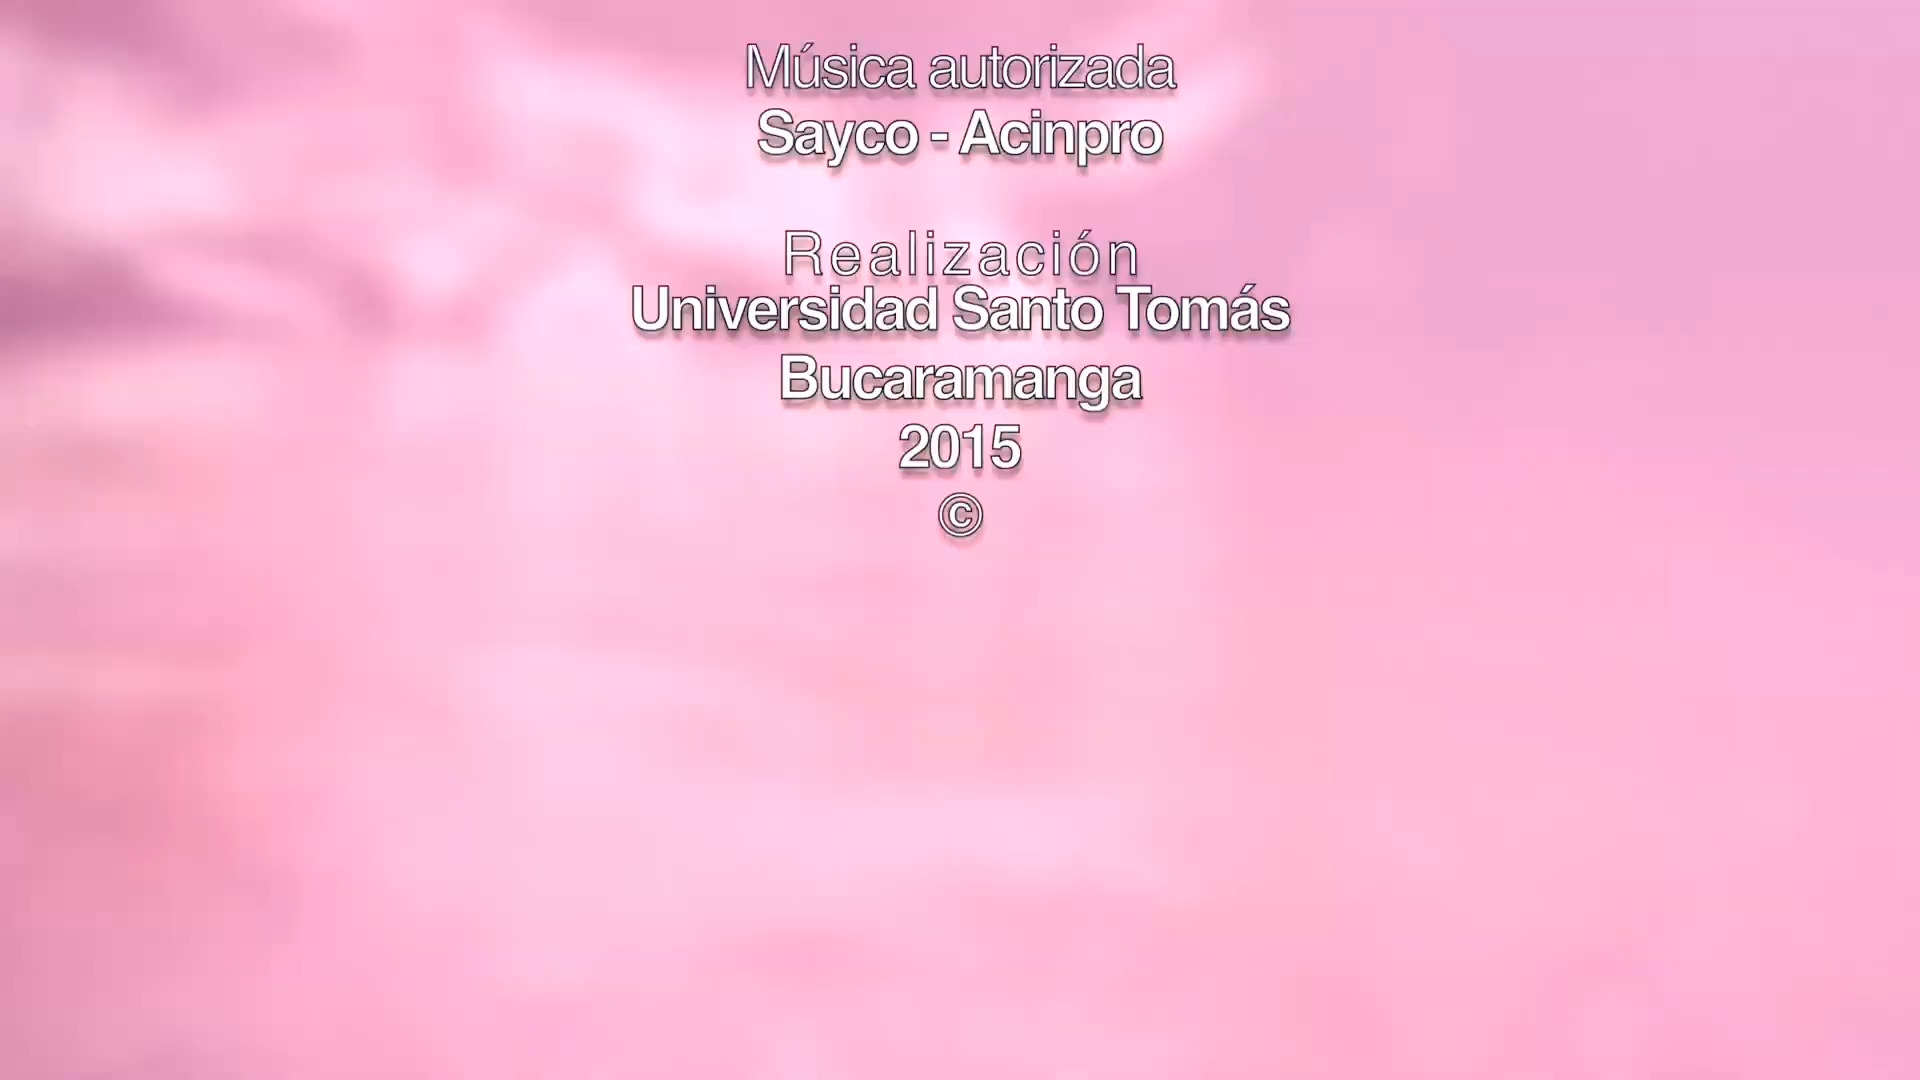 Música autorizada
Sayco - Acinpro
Realización
Universidad Santo Tomás
Bucaramanga
2015
©